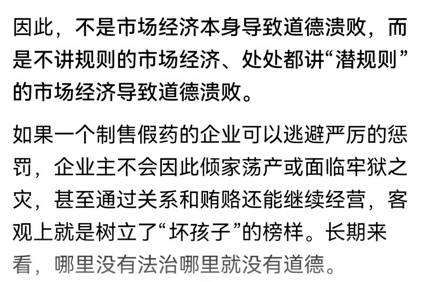 因此，不是市场经济本身导致道德溃败，而
是不讲规则的市场经济、处处都讲“潜规则”
的市场经济导致道德溃败。
如果一个制售假药的企业可以逃避严厉的惩
罚，企业主不会因此倾家荡产或面临牢狱之
灾，甚至通过关系和贿赂还能继续经营，客
观上就是树立了“坏孩子”的榜样。长期来
看，哪里没有法治哪里就没有道德。